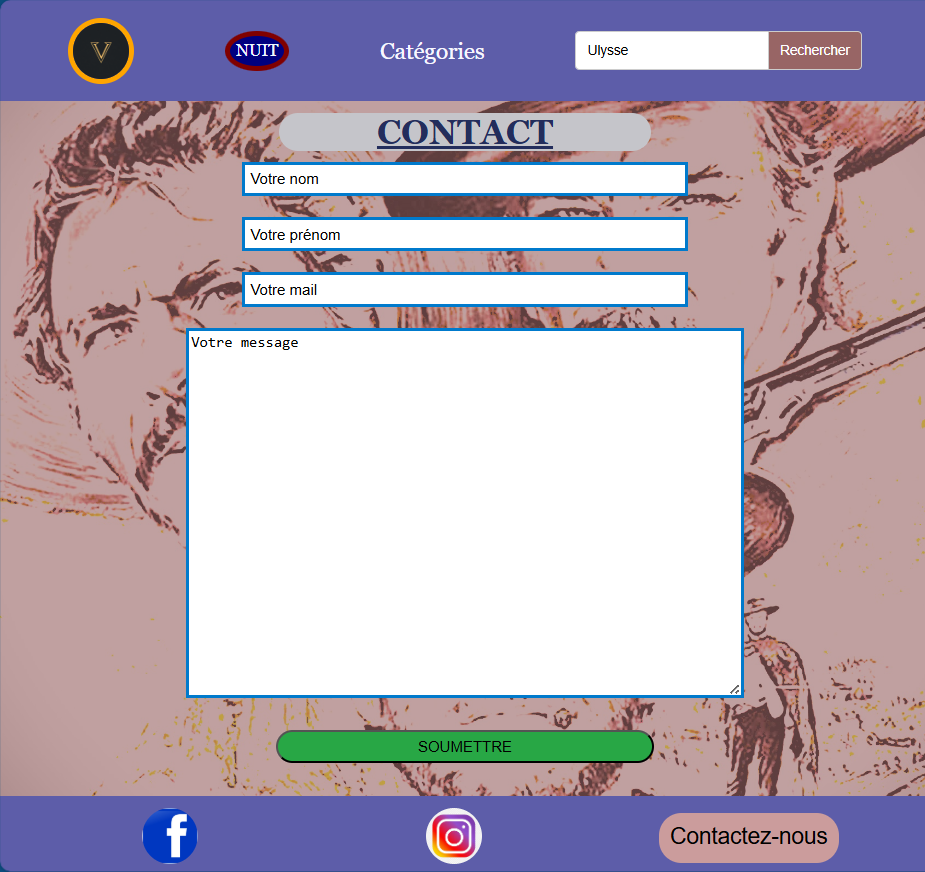 V
NUIT
Catégories
Ulysse
Rechercher
CONTACT
Votre nom
Votre prénom
Votre mail
Votre message
SOUMETTRE
f
Contactez-nous